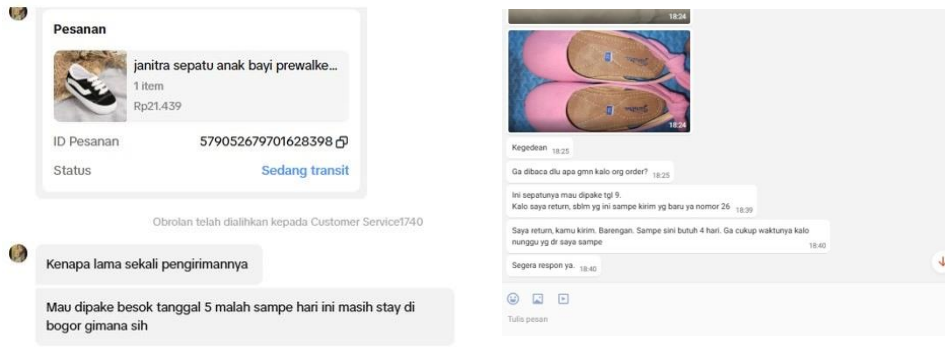 Pesanan
janitra sepatu anak bayi prewalke...
1 item
Rp21.439
ID Pesanan 579052679701628398
Status Sedang transit
Obrolan telah dialihkan kepada Customer Service1740
Kenapa lama sekali pengirimannya
Mau dipake besok tanggal 5 malah sampe hari ini masih stay di
bogor gimana sih
18:24
18:24
Kegedean 18:25
Ga dibaca dlu apa gmn kalo org order? 18:25
Ini sepatunya mau dipake tgl 9.
Kalo saya return, sblm yg ini sampe kirim yg baru ya nomor 26 18:39
Saya return, kamu kirim. Barengan. Sampe sini butuh 4 hari. Ga cukup waktunya kalo
nunggu yg dr saya sampe 18:40
Segera respon ya. 18:40
Tulis pesan